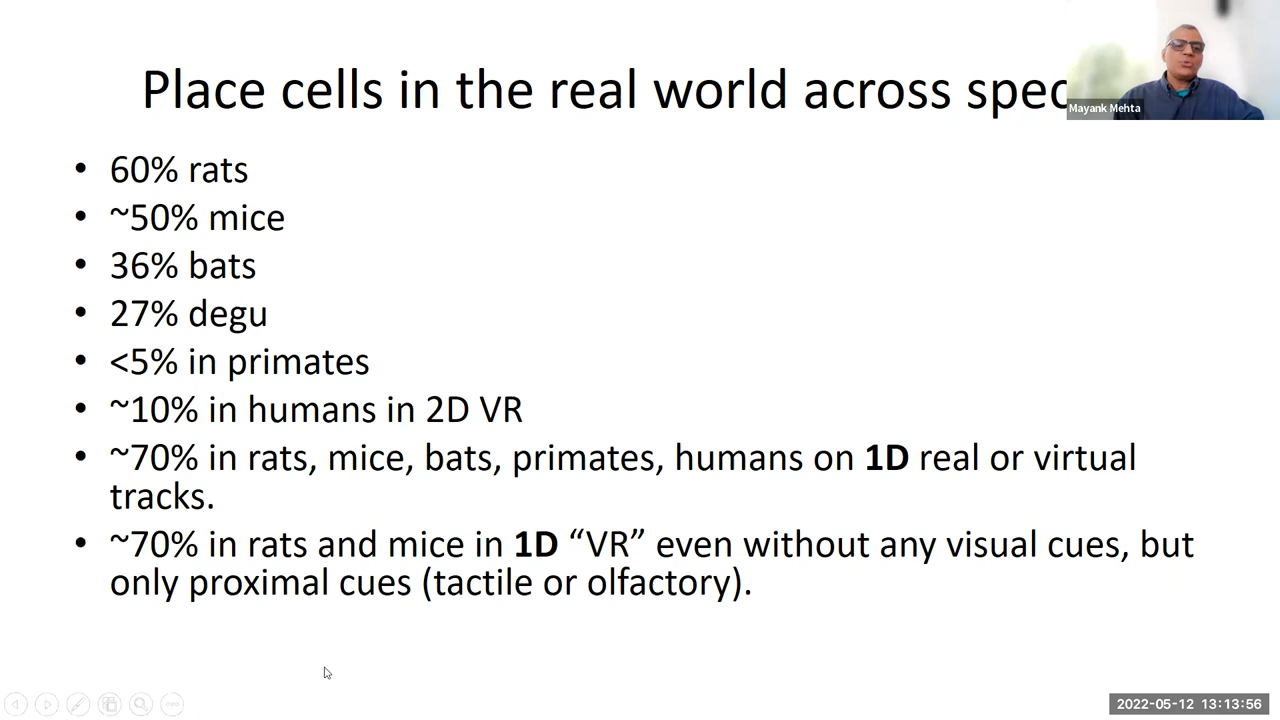 Place cells in the real world across spec
Mayank Mehta
• 60% rats
• ~50% mice
• 36% bats
• 27% degu
• <5% in primates
• ~10% in humans in 2D VR
• ~70% in rats, mice, bats, primates, humans on 1D real or virtual
tracks.
• ~70% in rats and mice in 1D “VR” even without any visual cues, but
only proximal cues (tactile or olfactory).
2022-05-12 13:13:56